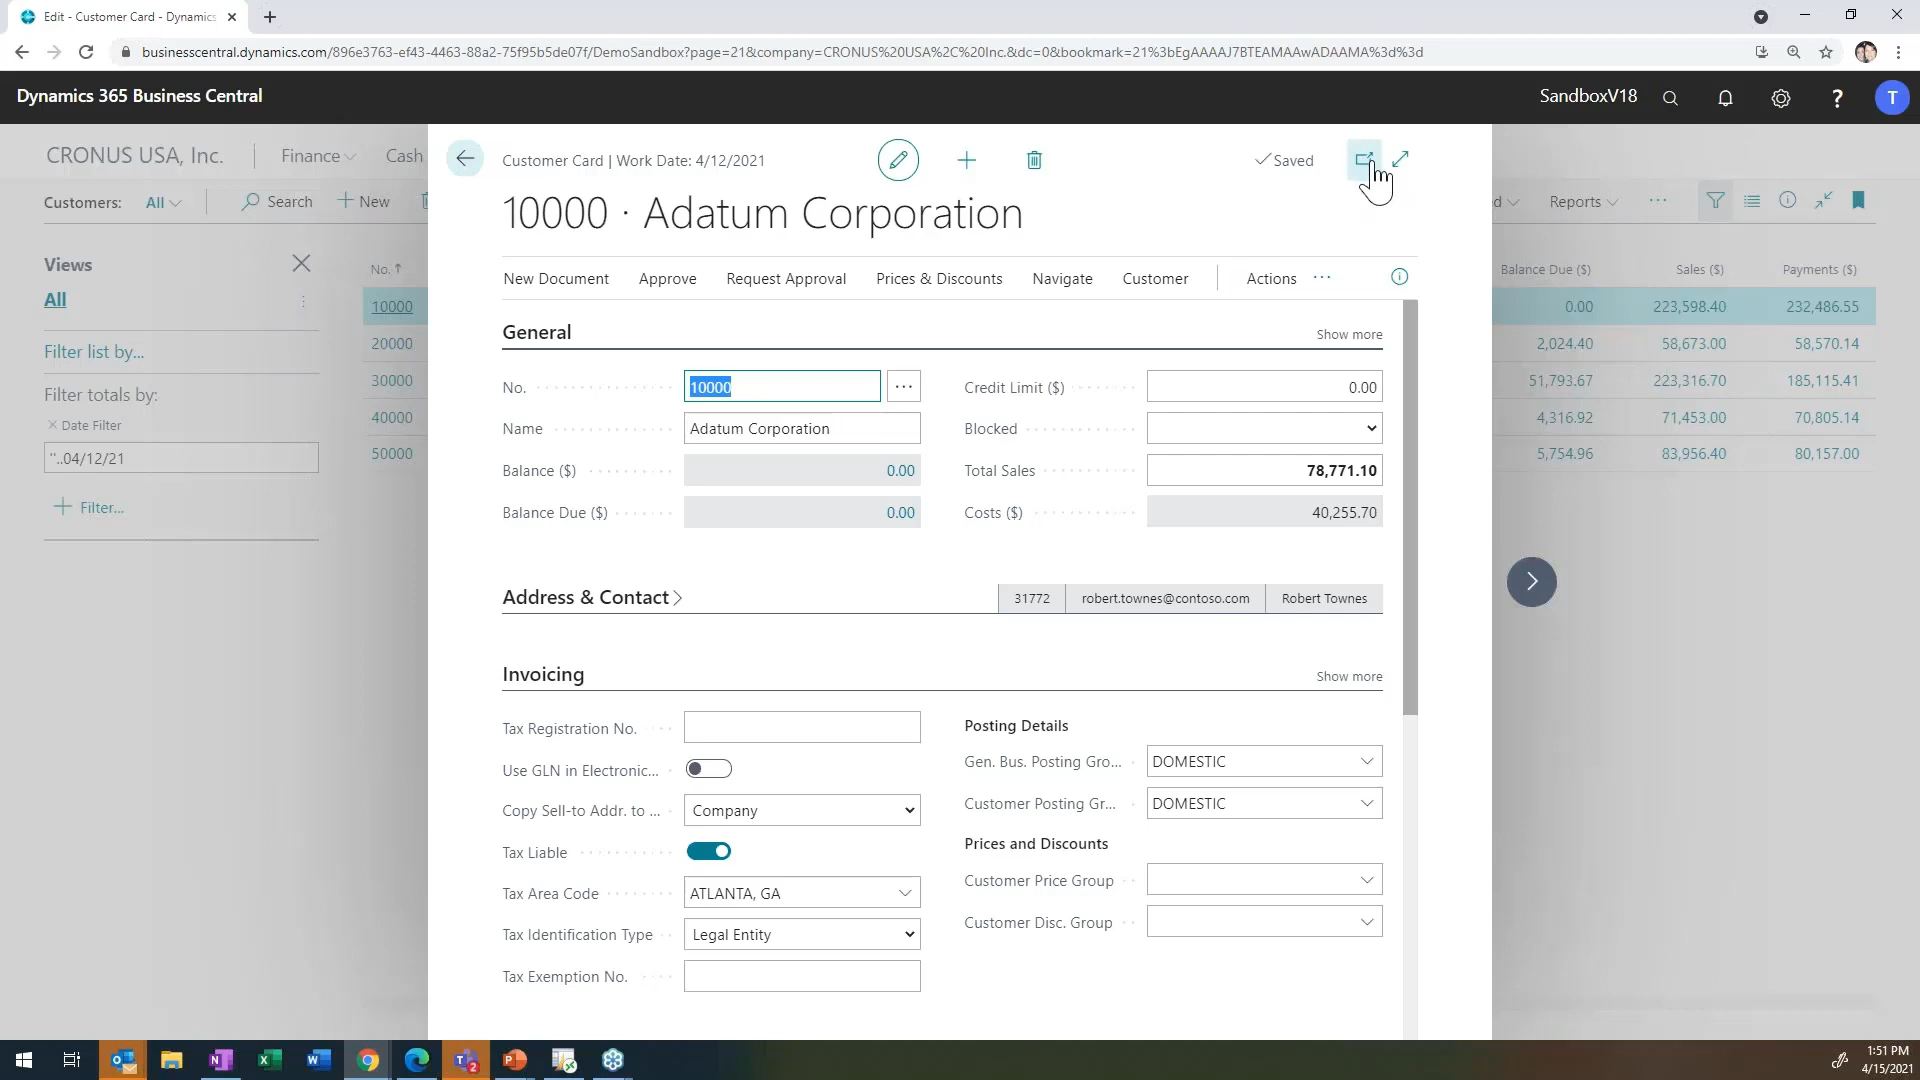 Edit - Customer Card - Dynamics
businesscentral.dynamics.com/896e3763-ef43-4463-88a2-75f95b5de07f/DemoSandbox?page=21&company=CRONUS%20USA%2C%20Inc.&dc=0&bookmark=21%3bEgAAAAJ7BTEAMAAwADAAMA%3d%3d
Dynamics 365 Business Central
SandboxV18
?
T
CRONUS USA, Inc.
Finance
Cash
Customers:
All
Search
New
Reports
Views
All
Filter list by...
Filter totals by:
Date Filter
''..04/12/21
Filter...
No. ↑
10000
20000
30000
40000
50000
Customer Card | Work Date: 4/12/2021
Saved
10000 · Adatum Corporation
New Document
Approve
Request Approval
Prices & Discounts
Navigate
Customer
Actions
General
Show more
No.
10000
Name
Adatum Corporation
Balance ($)
0.00
Balance Due ($)
0.00
Credit Limit ($)
0.00
Blocked
Total Sales
78,771.10
Costs ($)
40,255.70
Address & Contact
31772
robert.townes@contoso.com
Robert Townes
Invoicing
Show more
Tax Registration No.
Use GLN in Electronic...
Copy Sell-to Addr. to ...
Company
Tax Liable
Tax Area Code
ATLANTA, GA
Tax Identification Type
Legal Entity
Tax Exemption No.
Posting Details
Gen. Bus. Posting Gro...
DOMESTIC
Customer Posting Gr...
DOMESTIC
Prices and Discounts
Customer Price Group
Customer Disc. Group
Balance Due ($) Sales ($) Payments ($)
0.00 223,598.40 232,486.55
2,024.40 58,673.00 58,570.14
51,793.67 223,316.70 185,115.41
4,316.92 71,453.00 70,805.14
5,754.96 83,956.40 80,157.00
1:51 PM
4/15/2021